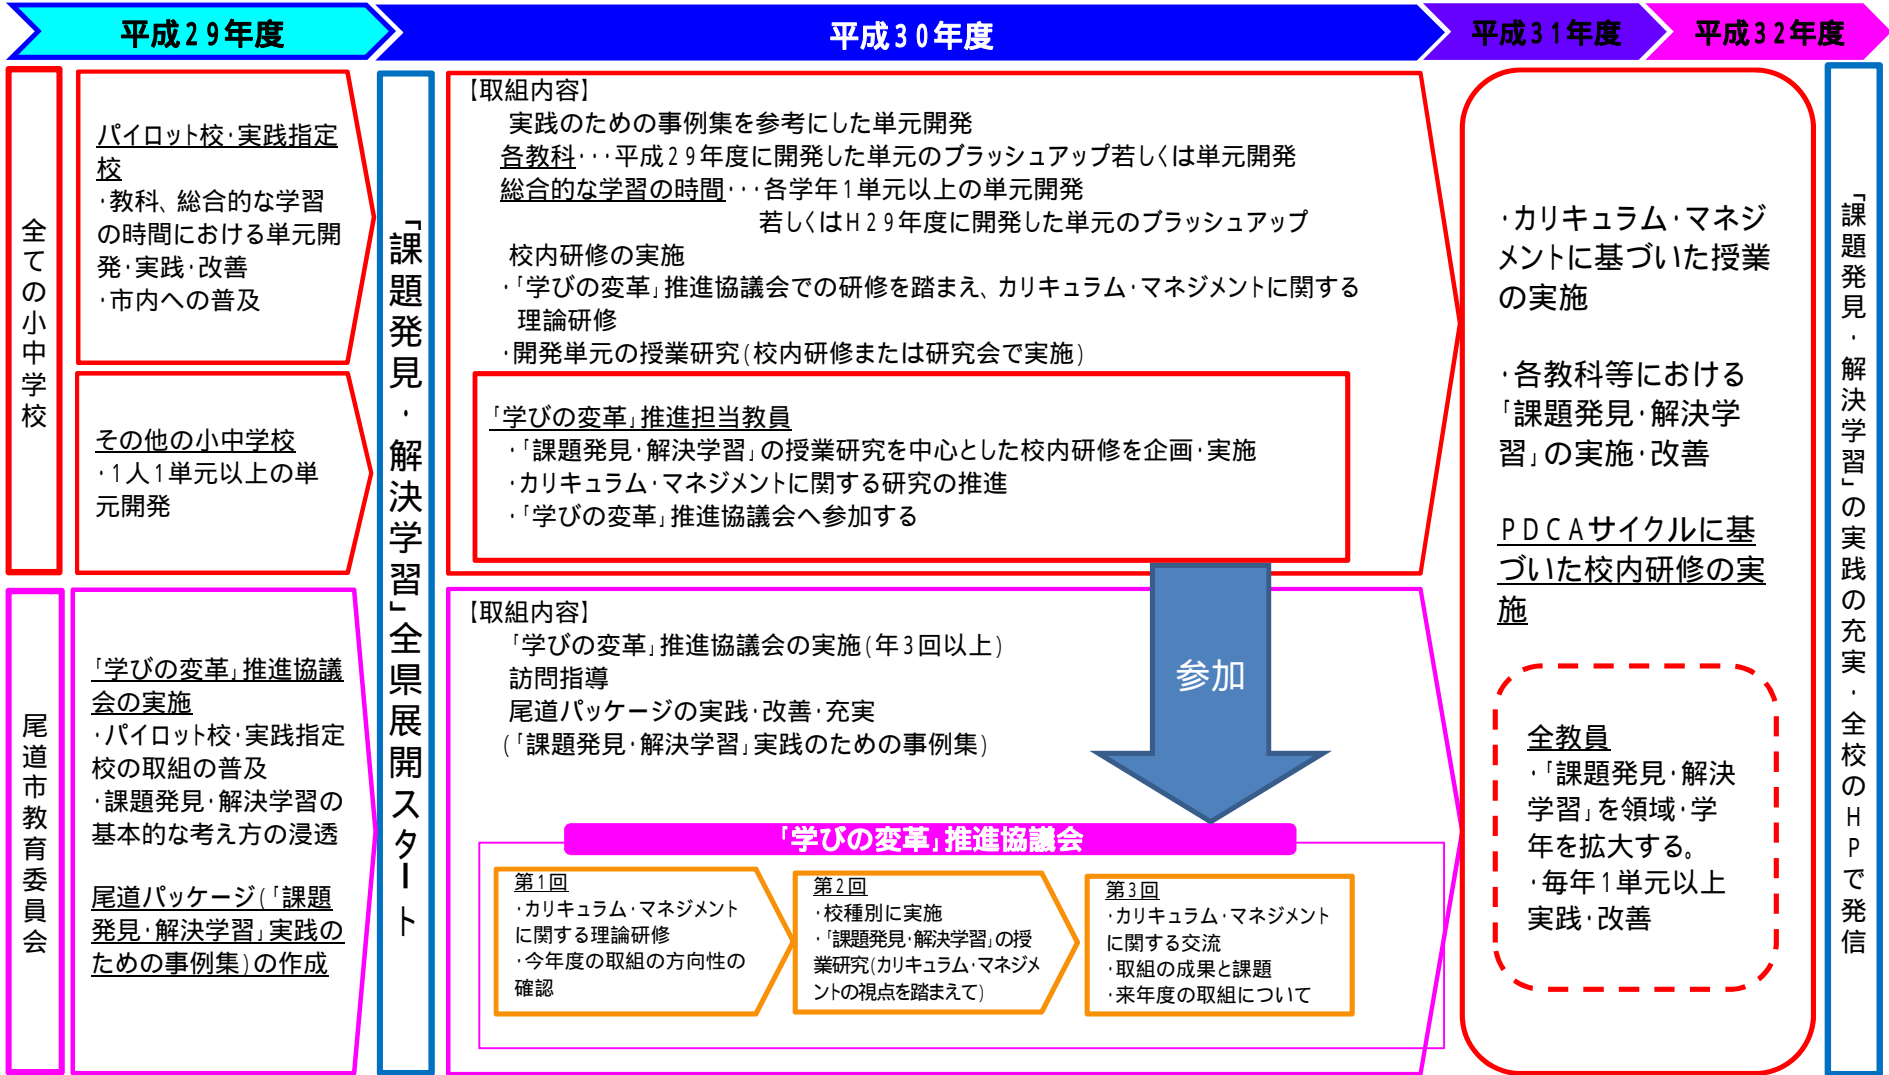 平成29年度
平成30年度
平成31年度
平成32年度
全ての小中学校
パイロット校・実践指定
校
・教科、総合的な学習
の時間における単元開
発・実践・改善
・市内への普及
その他の小中学校
・1人1単元以上の単
元開発
尾道市教育委員会
「学びの変革」推進協議
会の実施
・パイロット校・実践指定
校の取組の普及
・課題発見・解決学習の
基本的な考え方の浸透
尾道パッケージ(「課題
発見・解決学習」実践の
ための事例集)の作成
「課題発見・解決学習」全県展開スタート
【取組内容】
実践のための事例集を参考にした単元開発
各教科・・・平成29年度に開発した単元のブラッシュアップ若しくは単元開発
総合的な学習の時間・・・各学年1単元以上の単元開発
若しくはH29年度に開発した単元のブラッシュアップ
校内研修の実施
・「学びの変革」推進協議会での研修を踏まえ、カリキュラム・マネジメントに関する
理論研修
・開発単元の授業研究(校内研修または研究会で実施)
「学びの変革」推進担当教員
・「課題発見・解決学習」の授業研究を中心とした校内研修を企画・実施
・カリキュラム・マネジメントに関する研究の推進
・「学びの変革」推進協議会へ参加する
参加
【取組内容】
「学びの変革」推進協議会の実施(年3回以上)
訪問指導
尾道パッケージの実践・改善・充実
(「課題発見・解決学習」実践のための事例集)
「学びの変革」推進協議会
第1回
・カリキュラム・マネジメント
に関する理論研修
・今年度の取組の方向性の
確認
第2回
・校種別に実施
・「課題発見・解決学習」の授
業研究(カリキュラム・マネジメ
ントの視点を踏まえて)
第3回
・カリキュラム・マネジメント
に関する交流
・取組の成果と課題
・来年度の取組について
・カリキュラム・マネジ
メントに基づいた授業
の実施
・各教科等における
「課題発見・解決学
習」の実施・改善
PDCAサイクルに基
づいた校内研修の実
施
全教員
・「課題発見・解決
学習」を領域・学
年を拡大する。
・毎年1単元以上
実践・改善
「課題発見・解決学習」の実践の充実・全校のHPで発信